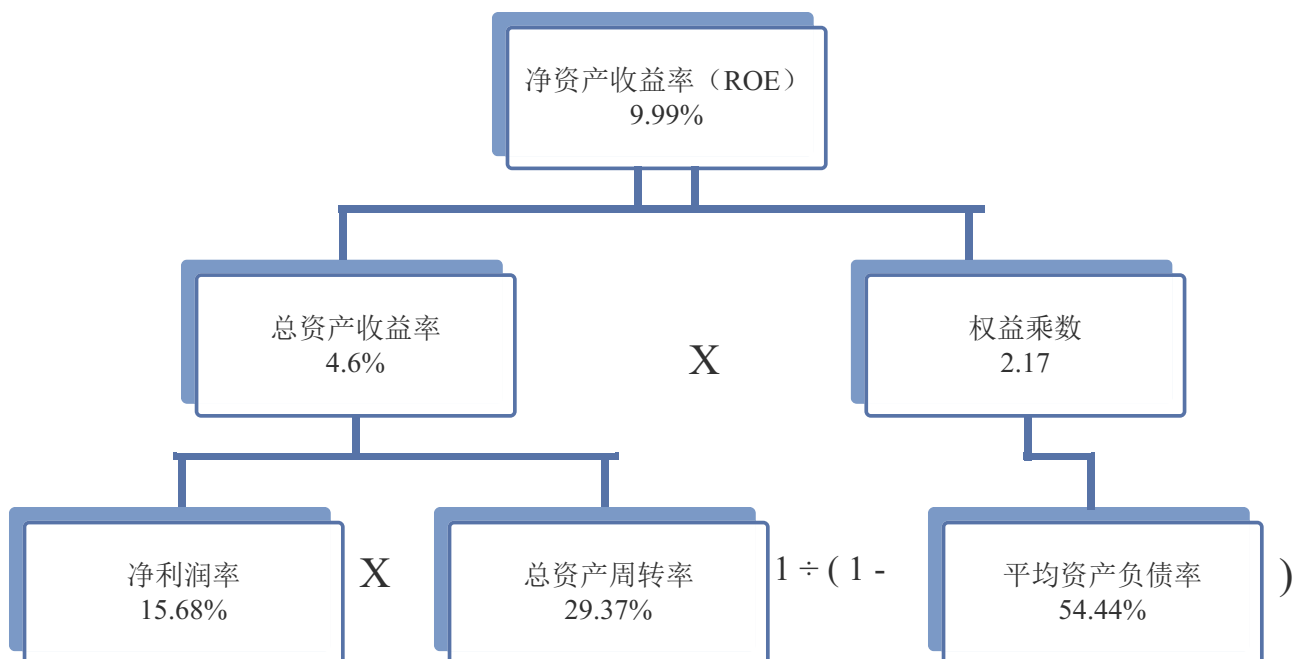 净资产收益率（ROE）
9.99%
总资产收益率
4.6%
X
权益乘数
2.17
净利润率
15.68%
X
总资产周转率
29.37%
1 ÷ ( 1 -
平均资产负债率
54.44%
)